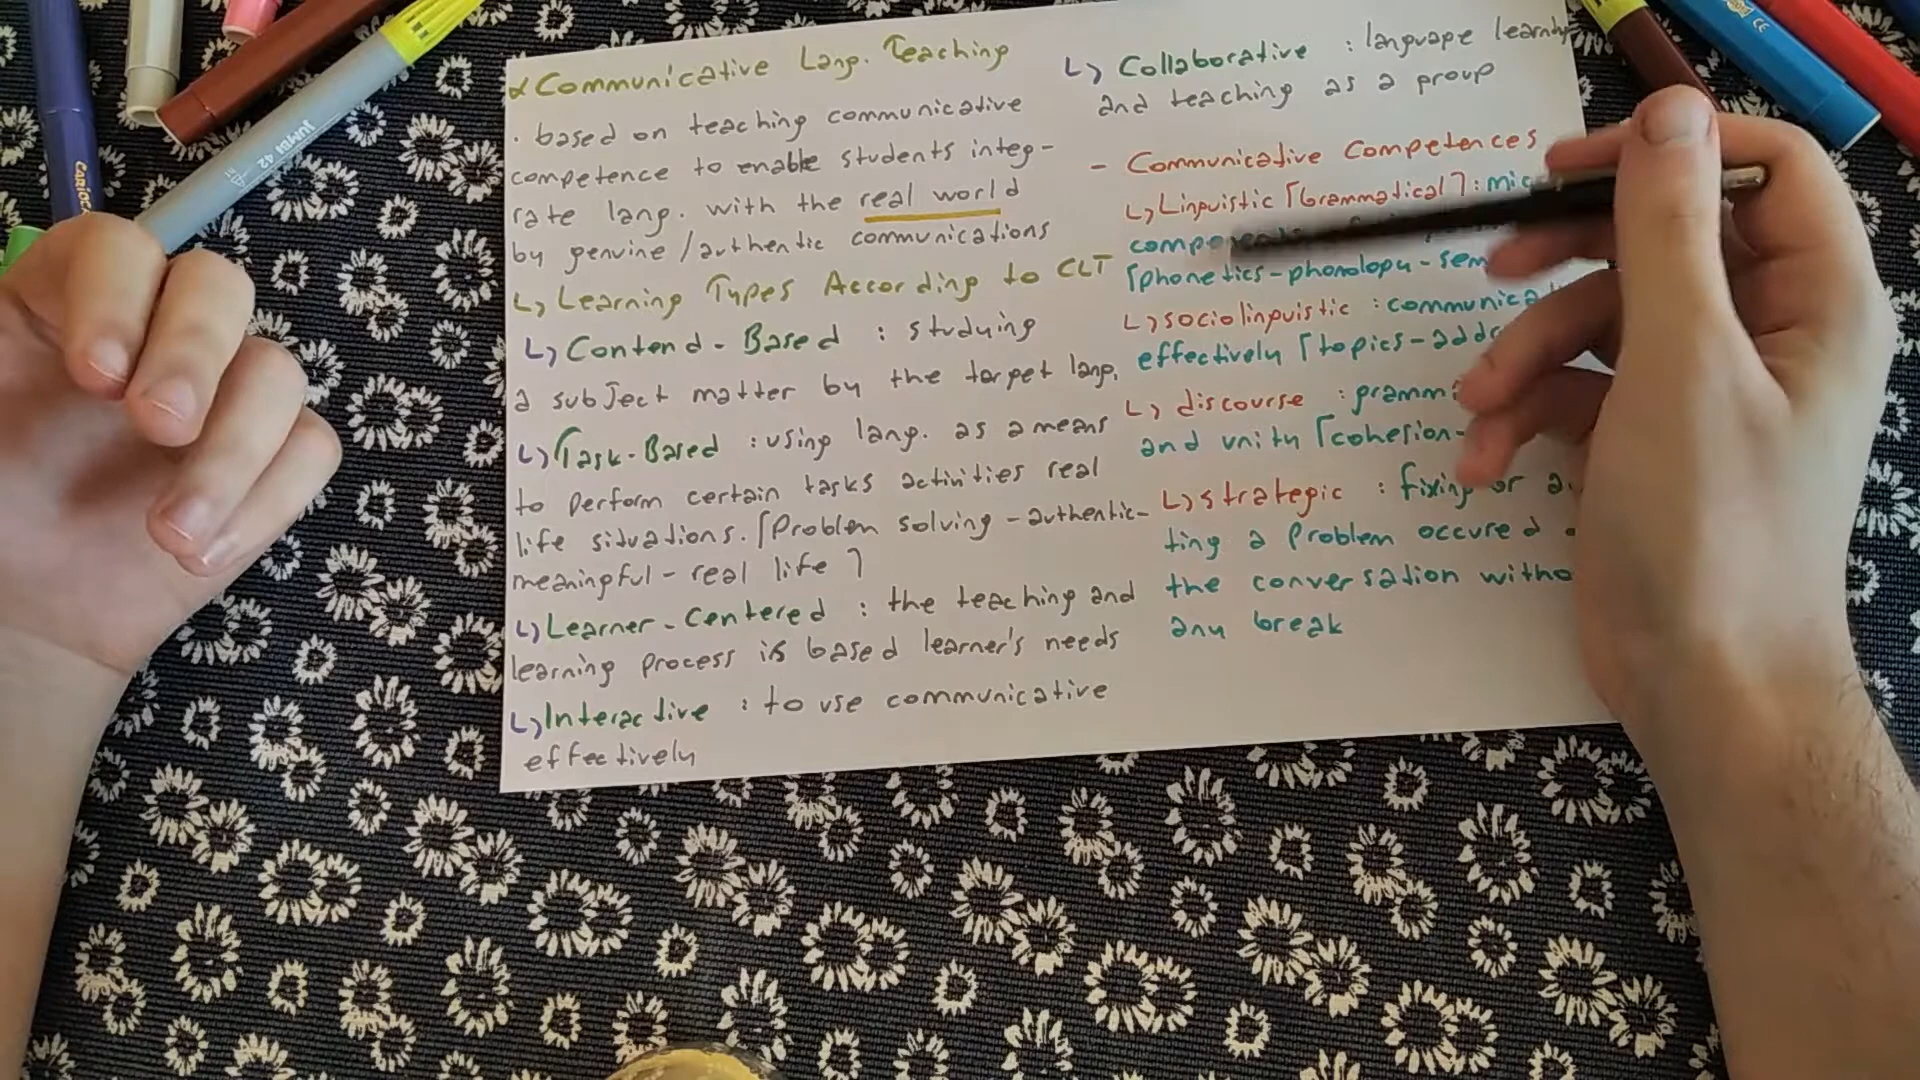 Communicative Lang. Teaching
. based on teaching communicative
competence to enable students integ-
rate lang. with the real world
by genuine / authentic communications
Learning Types According to CLT
Contend - Based : studying
a subject matter by the target lang.
Task-Based : using lang. as a means
to perform certain tasks activities real
life situations. [Problem solving - authentic-
meaningful - real life ]
Learner - Centered : the teaching and
learning process is based learner's needs
Interactive : to use communicative
effectively
Collaborative : language learning
and teaching as a group
- Communicative Competences
Linguistic [Grammatical] :
[phonetics - phonology -
sociolinguistic :
effectively [topics -
discourse :
and unity [cohesion -
strategic : fixing or
ting a problem occured
the conversation
any break
JUMBO 42